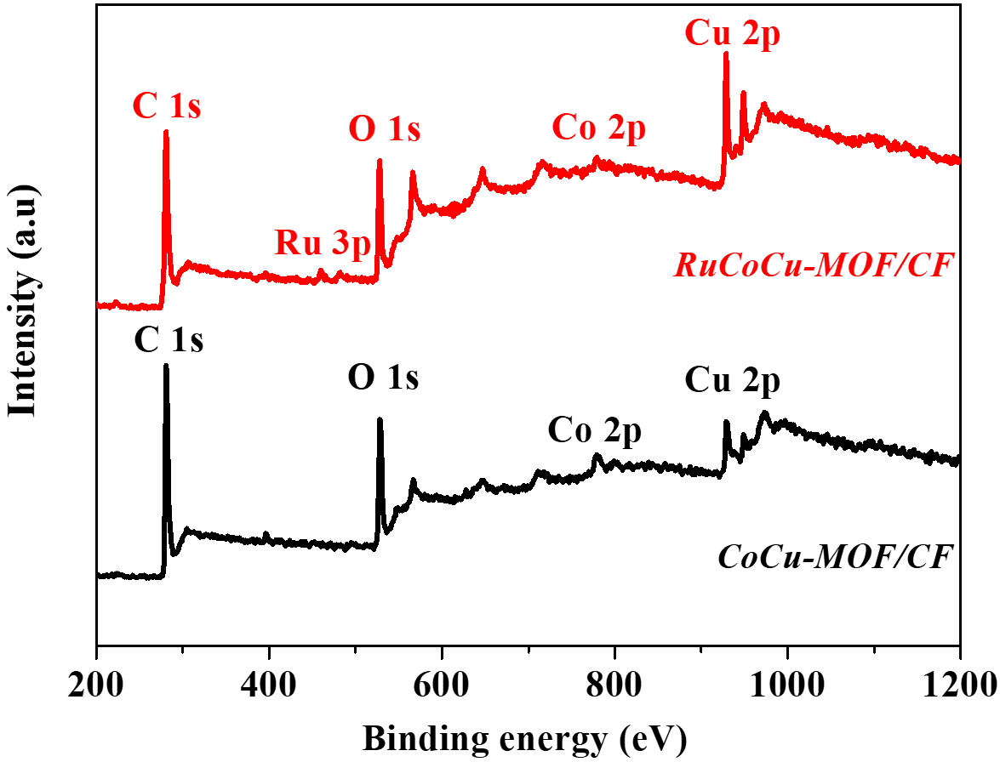 Cu 2p
C 1s
O 1s
Co 2p
Ru 3p
RuCoCu-MOF/CF
C 1s
O 1s
Cu 2p
Co 2p
CoCu-MOF/CF
Intensity (a.u)
200 400 600 800 1000 1200
Binding energy (eV)